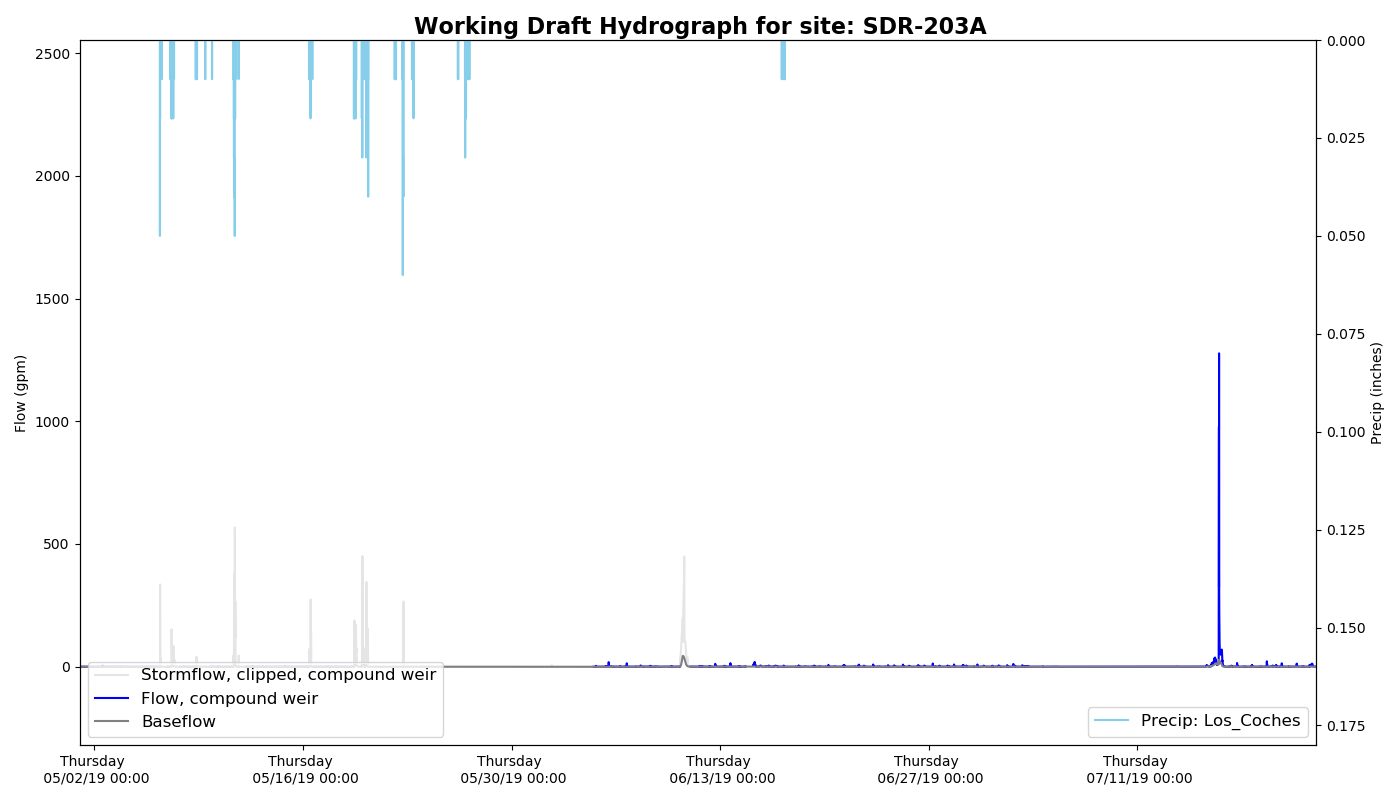 Working Draft Hydrograph for site: SDR-203A
2500
2000
1500
1000
500
0
Flow (gpm)
0.000
0.025
0.050
0.075
0.100
0.125
0.150
0.175
Precip (inches)
Stormflow, clipped, compound weir
Flow, compound weir
Baseflow
Precip: Los_Coches
Thursday
05/02/19 00:00
Thursday
05/16/19 00:00
Thursday
05/30/19 00:00
Thursday
06/13/19 00:00
Thursday
06/27/19 00:00
Thursday
07/11/19 00:00